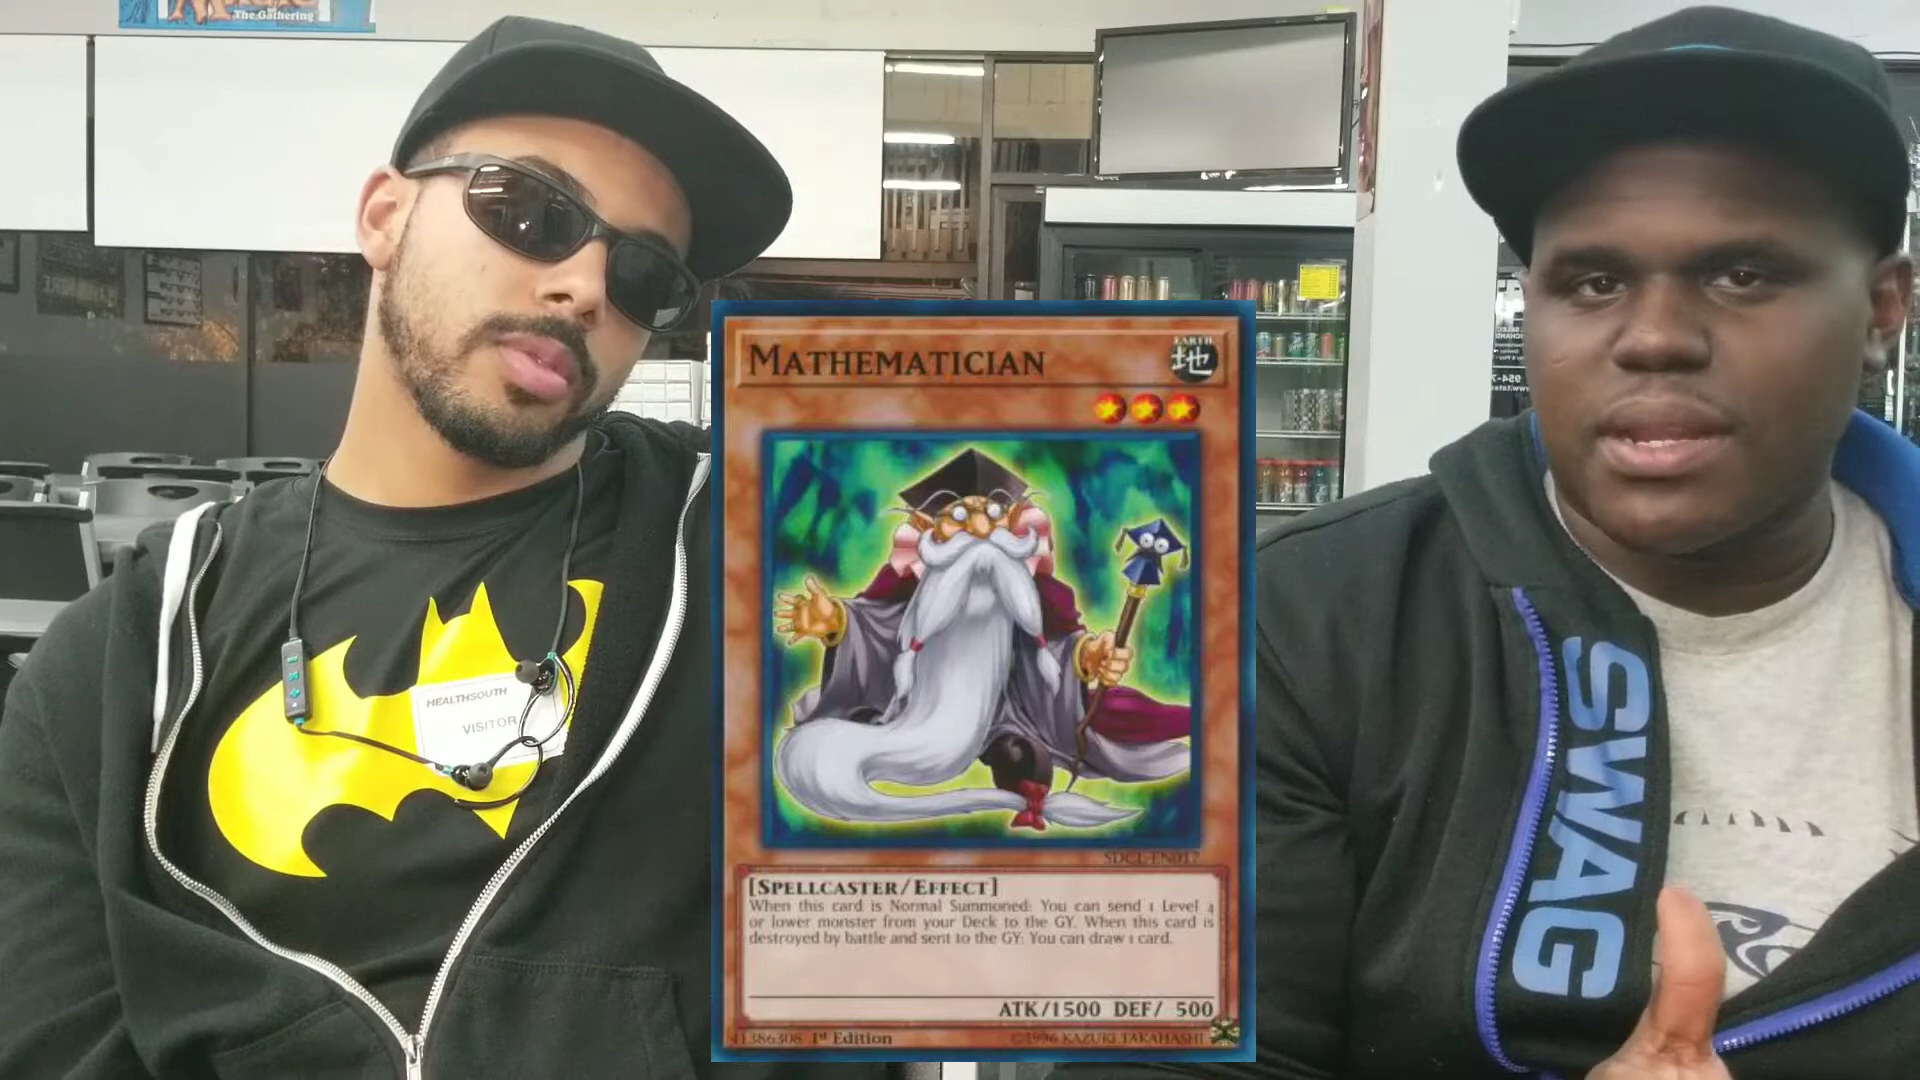 The Gathering
MATHEMATICIAN
EARTH
地
HEALTHSOUTH
VISITOR
SWAG
SDCL-EN017
[SPELLCASTER/EFFECT]
When this card is Normal Summoned: You can send 1 Level 4
or lower monster from your Deck to the GY. When this card is
destroyed by battle and sent to the GY: You can draw 1 card.
ATK/1500 DEF/ 500
41386308 1st Edition
©1996 KAZUKI TAKAHASHI